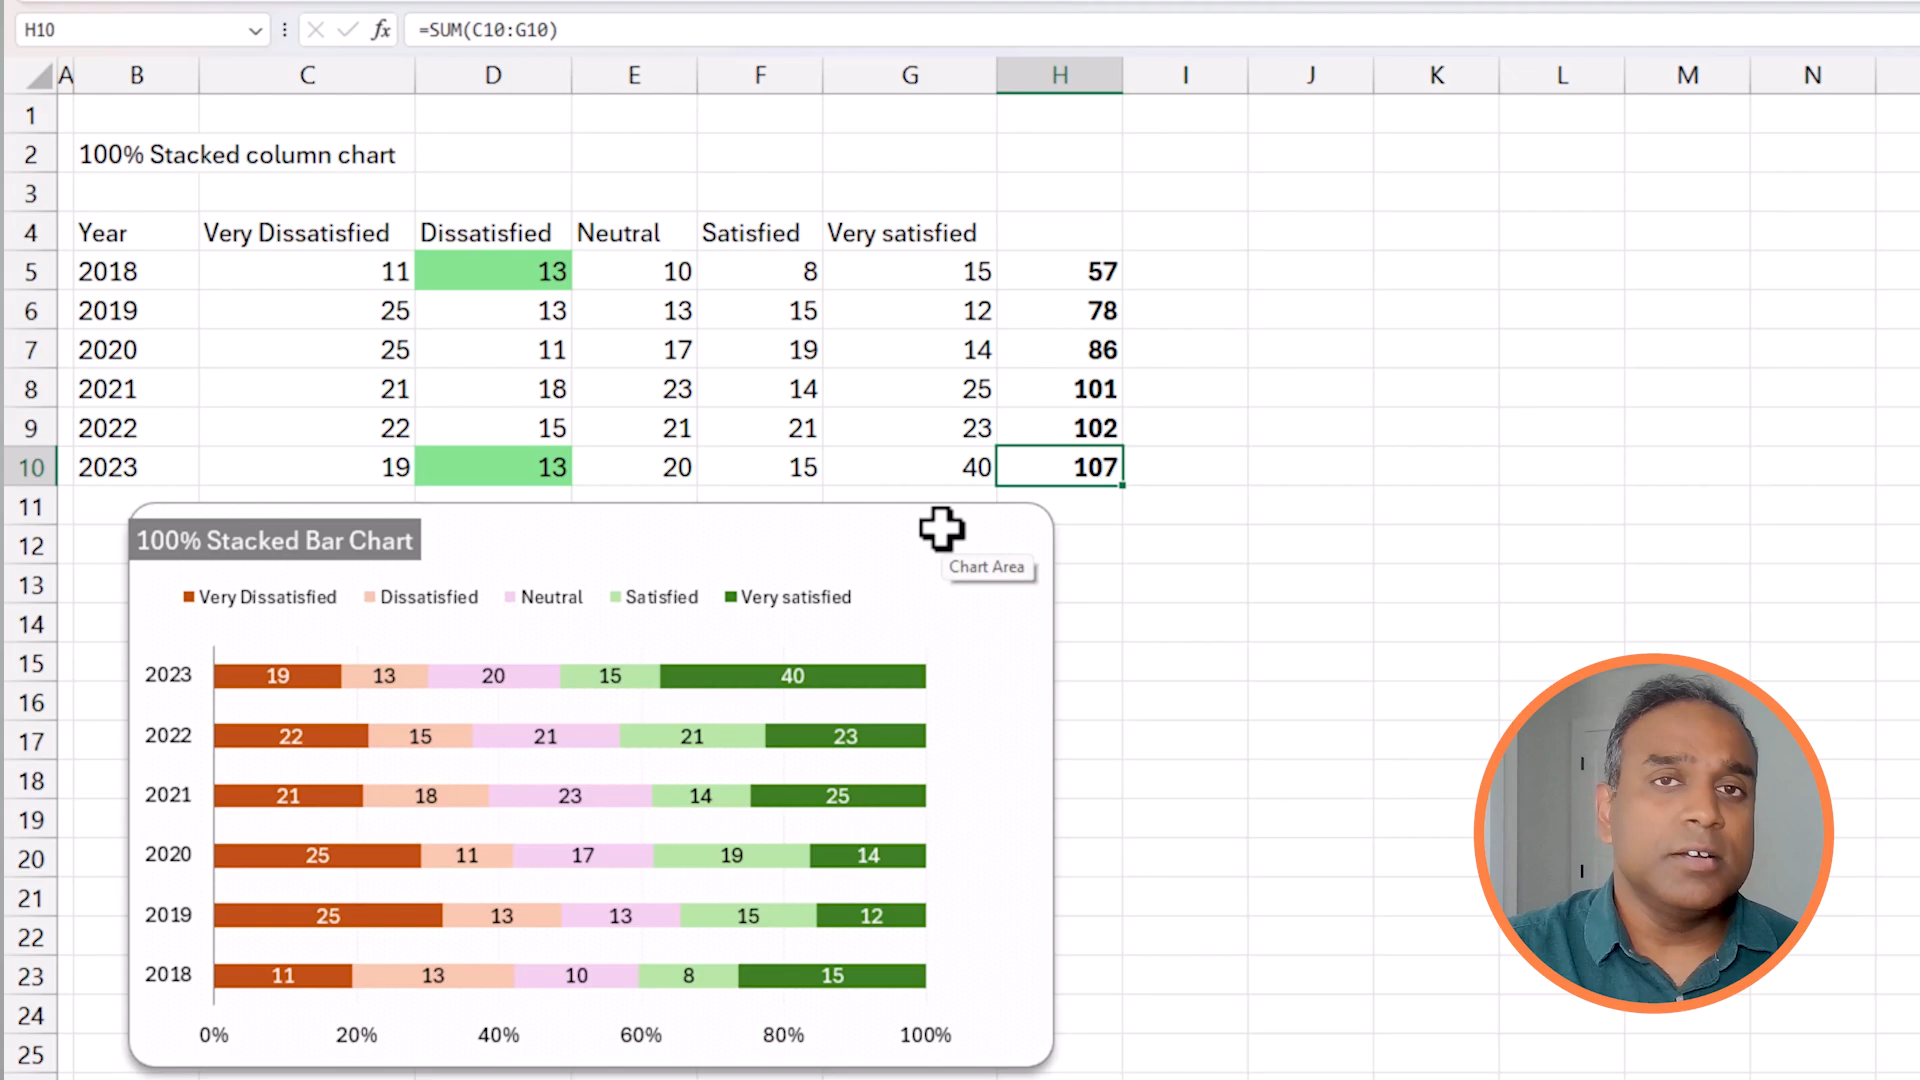 H10 fx =SUM(C10:G10)
A B C D E F G H I J K L M N
1
2 100% Stacked column chart
3
4 Year Very Dissatisfied Dissatisfied Neutral Satisfied Very satisfied
5 2018 11 13 10 8 15 57
6 2019 25 13 13 15 12 78
7 2020 25 11 17 19 14 86
8 2021 21 18 23 14 25 101
9 2022 22 15 21 21 23 102
10 2023 19 13 20 15 40 107
11
12
13
14
15
16
17
18
19
20
21
22
23
24
25
100% Stacked Bar Chart
Chart Area
Very Dissatisfied Dissatisfied Neutral Satisfied Very satisfied
2023 19 13 20 15 40
2022 22 15 21 21 23
2021 21 18 23 14 25
2020 25 11 17 19 14
2019 25 13 13 15 12
2018 11 13 10 8 15
0% 20% 40% 60% 80% 100%